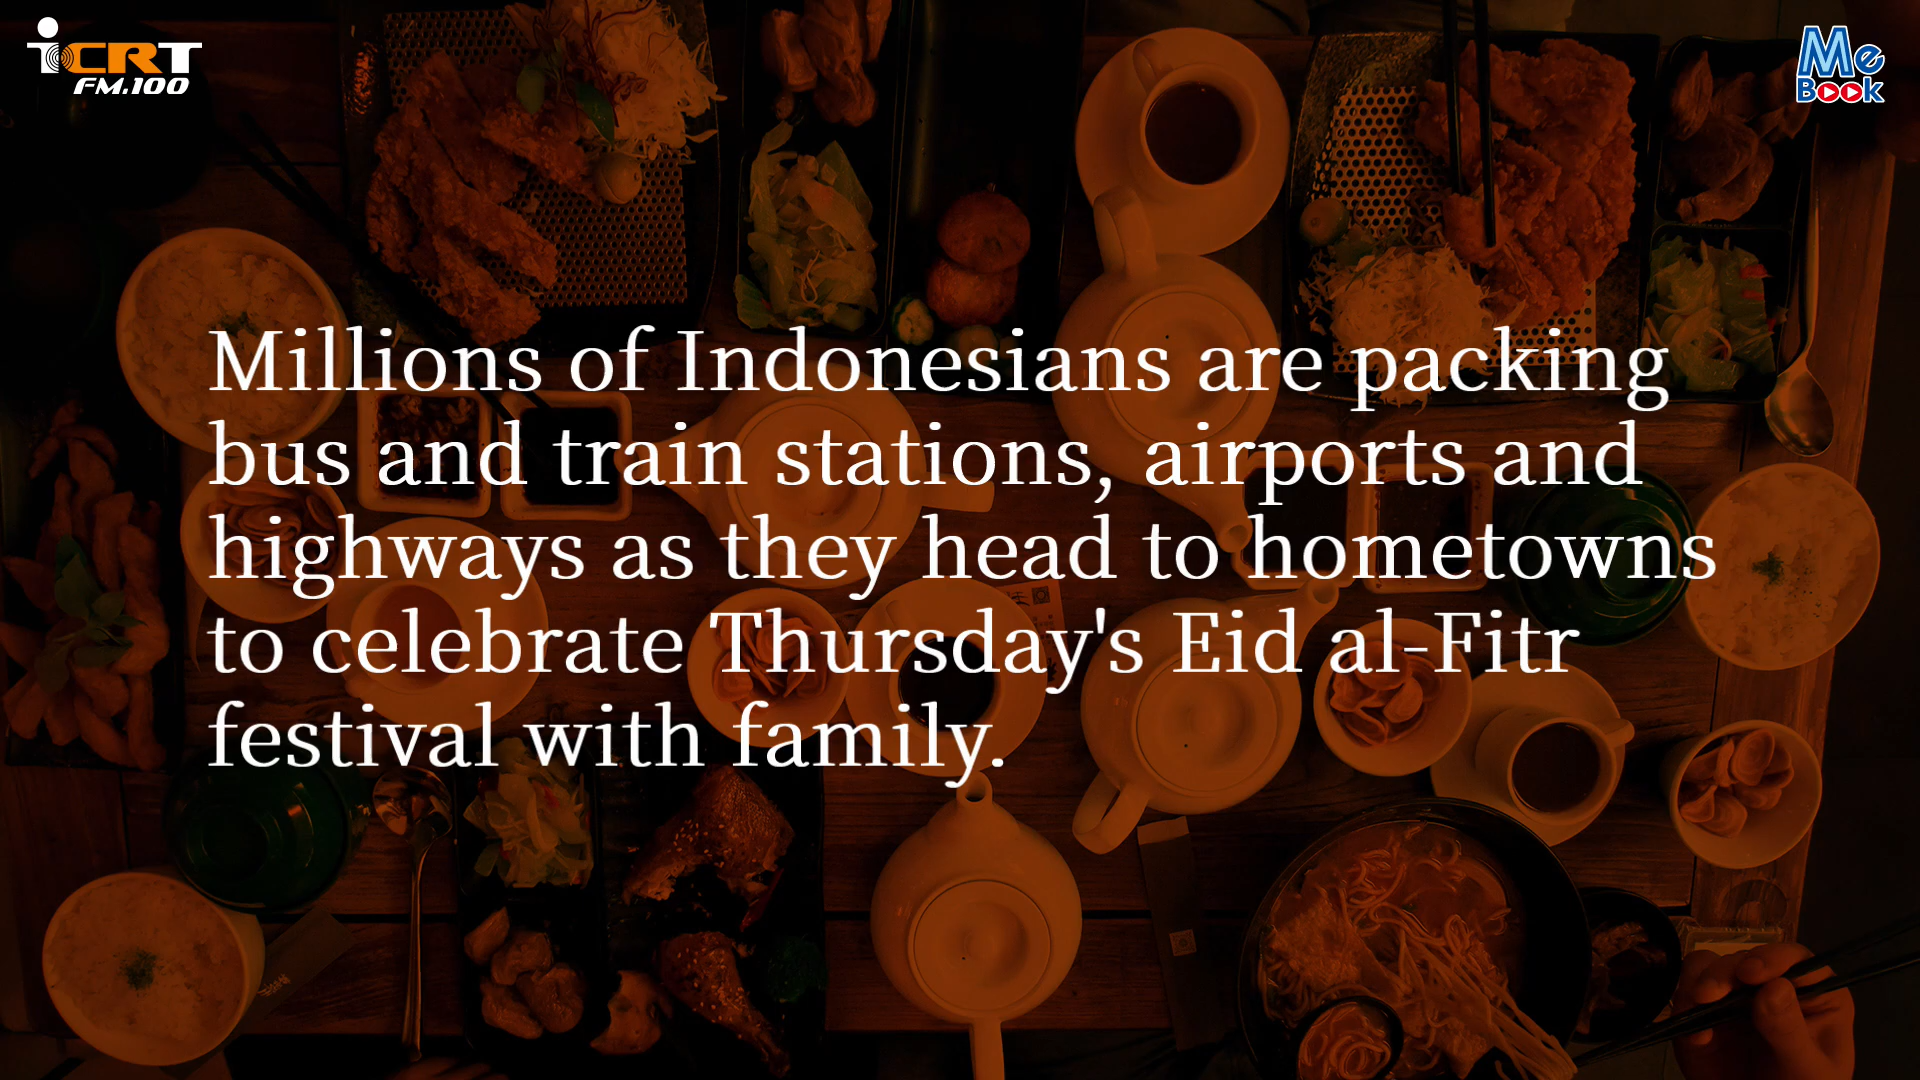 iCRT
FM.100
Me
Book
Millions of Indonesians are packing
bus and train stations, airports and
highways as they head to hometowns
to celebrate Thursday's Eid al-Fitr
festival with family.